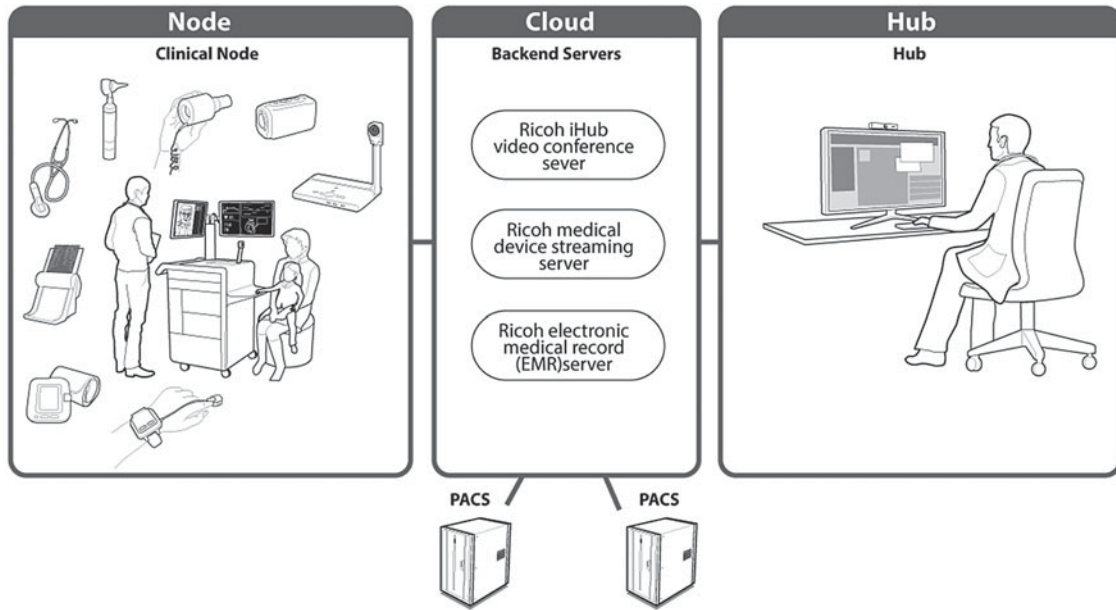 Node
Clinical Node
Cloud
Backend Servers
Ricoh iHub
video conference
sever
Ricoh medical
device streaming
server
Ricoh electronic
medical record
(EMR)server
Hub
Hub
PACS
PACS